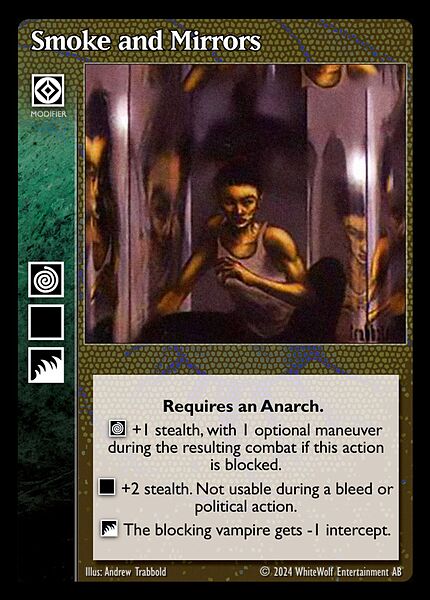 Smoke and Mirrors
MODIFIER
Requires an Anarch.
+1 stealth, with 1 optional maneuver
during the resulting combat if this action
is blocked.
+2 stealth. Not usable during a bleed or
political action.
The blocking vampire gets -1 intercept.
Illus: Andrew Trabbold © 2024 WhiteWolf Entertainment AB